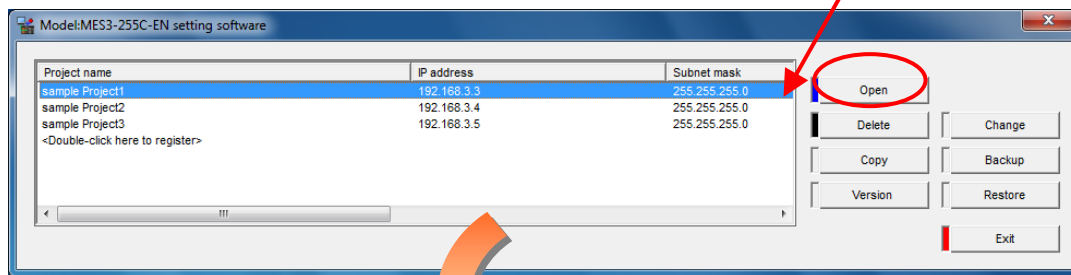 Model:MES3-255C-EN setting software
Project name IP address Subnet mask
sample Project1 192.168.3.3 255.255.255.0
sample Project2 192.168.3.4 255.255.255.0
sample Project3 192.168.3.5 255.255.255.0
<Double-click here to register>
Open
Delete Change
Copy Backup
Version Restore
Exit